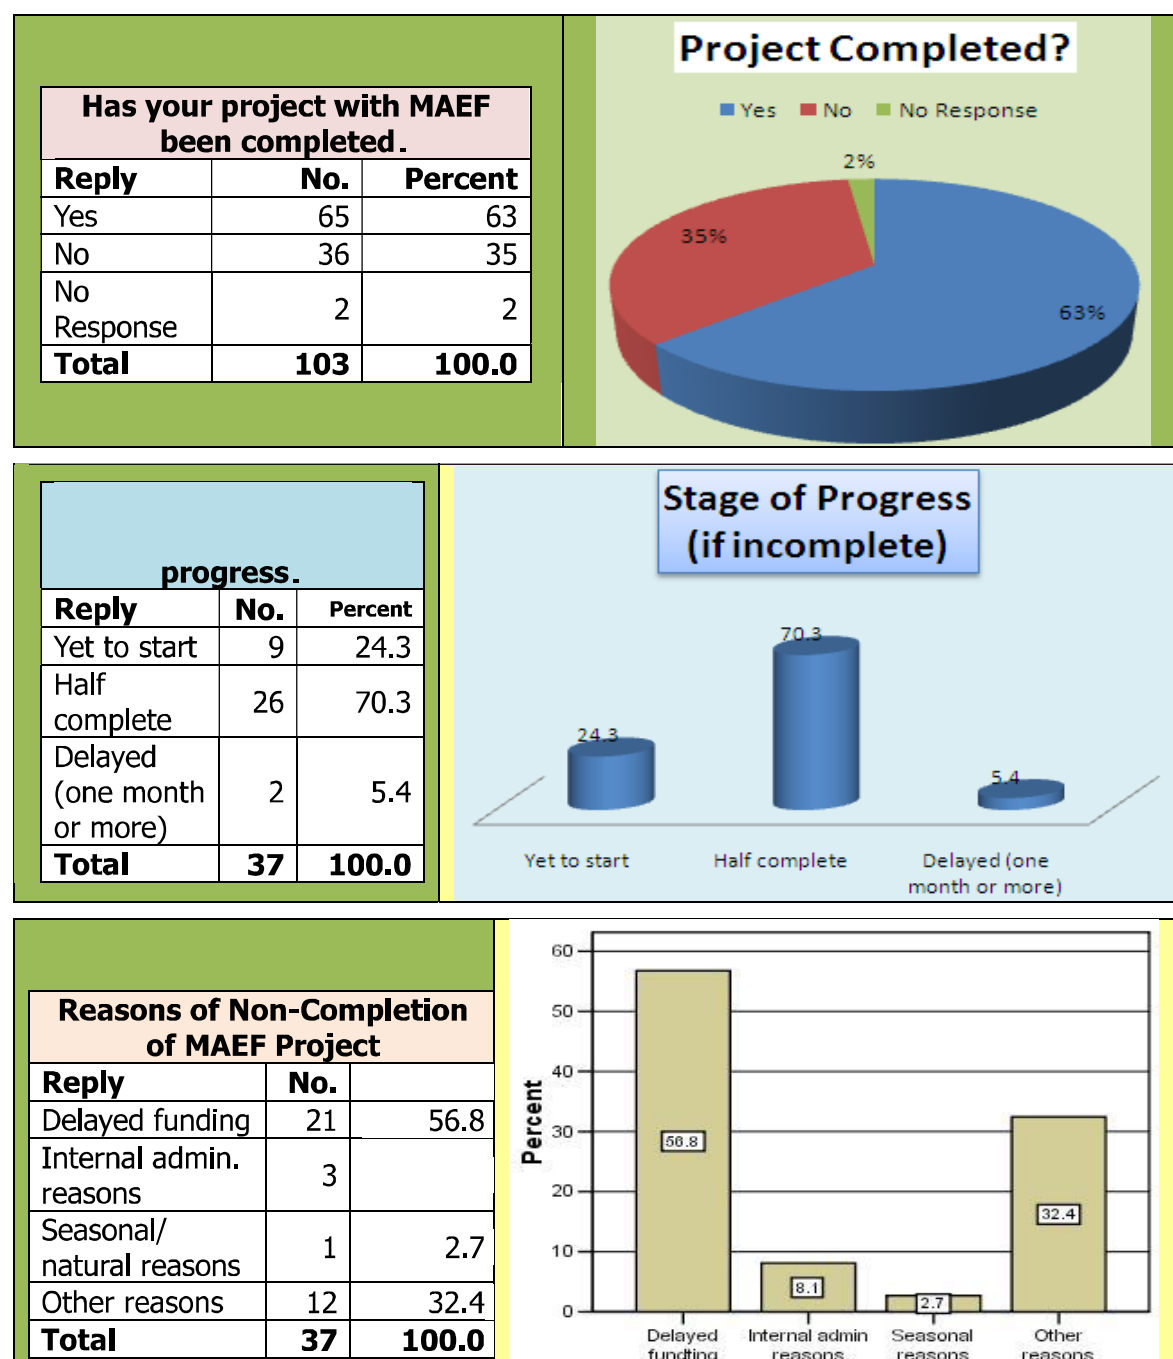 Has your project with MAEF
been completed.
Reply No. Percent
Yes 65 63
No 36 35
No
Response 2 2
Total 103 100.0
Project Completed?
Yes No No Response
2%
35%
63%
progress.
Reply No. Percent
Yet to start 9 24.3
Half
complete 26 70.3
Delayed
(one month 2 5.4
or more)
Total 37 100.0
Stage of Progress
(if incomplete)
70.3
24.3
5.4
Yet to start Half complete Delayed (one
month or more)
Reasons of Non-Completion
of MAEF Project
Reply No.
Delayed funding 21 56.8
Internal admin.
reasons 3
Seasonal/
natural reasons 1 2.7
Other reasons 12 32.4
Total 37 100.0
Percent
60
50
40
30
20
10
0
56.8
8.1
2.7
32.4
Delayed Internal admin Seasonal Other
fundting reasons reasons reasons